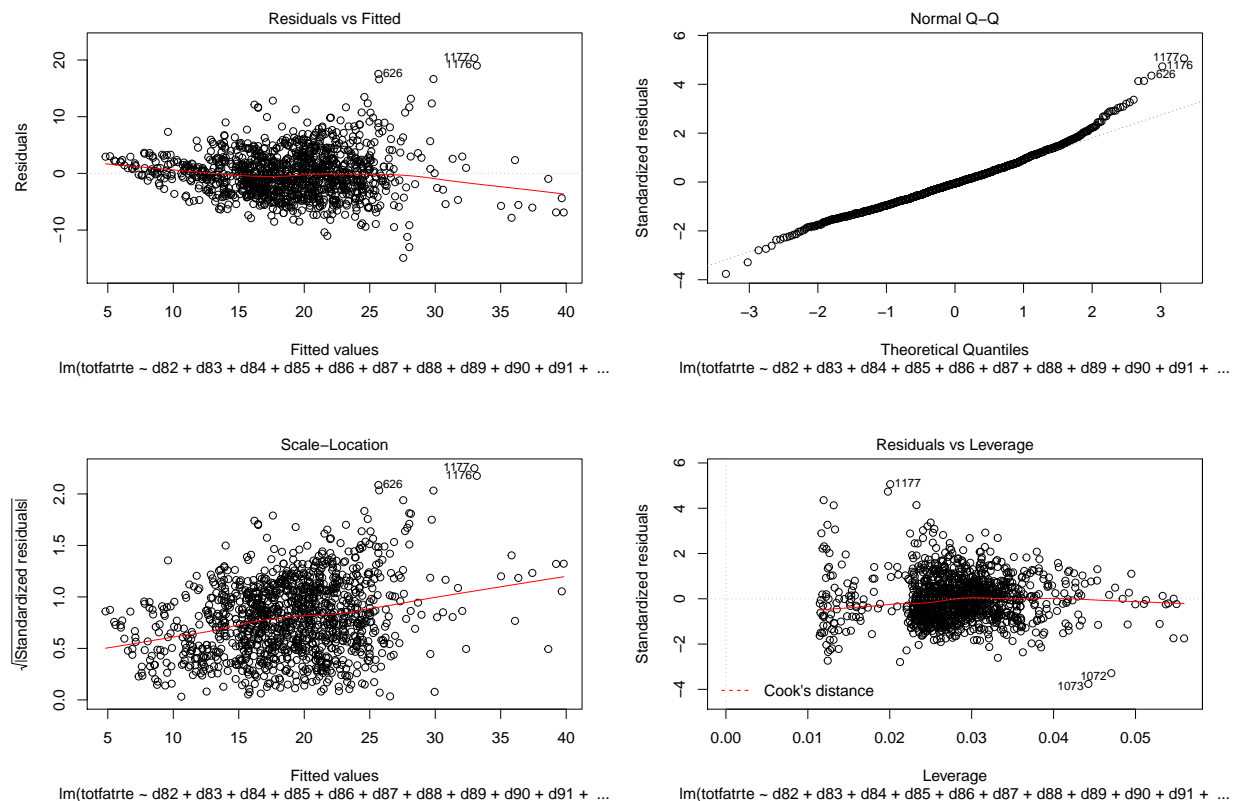 Residuals vs Fitted
Residuals
−10 0 10 20
1177
1176
626
5 10 15 20 25 30 35 40
Fitted values
lm(totfatrte ~ d82 + d83 + d84 + d85 + d86 + d87 + d88 + d89 + d90 + d91 + ...
Normal Q−Q
Standardized residuals
−4 −2 0 2 4 6
1177
1176
626
−3 −2 −1 0 1 2 3
Theoretical Quantiles
lm(totfatrte ~ d82 + d83 + d84 + d85 + d86 + d87 + d88 + d89 + d90 + d91 + ...
Scale−Location
√|Standardized residuals|
0.0 0.5 1.0 1.5 2.0
1177
1176
626
5 10 15 20 25 30 35 40
Fitted values
lm(totfatrte ~ d82 + d83 + d84 + d85 + d86 + d87 + d88 + d89 + d90 + d91 + ...
Residuals vs Leverage
Standardized residuals
−4 −2 0 2 4 6
1177
1072
1073
Cook's distance
0.00 0.01 0.02 0.03 0.04 0.05
Leverage
lm(totfatrte ~ d82 + d83 + d84 + d85 + d86 + d87 + d88 + d89 + d90 + d91 + ...